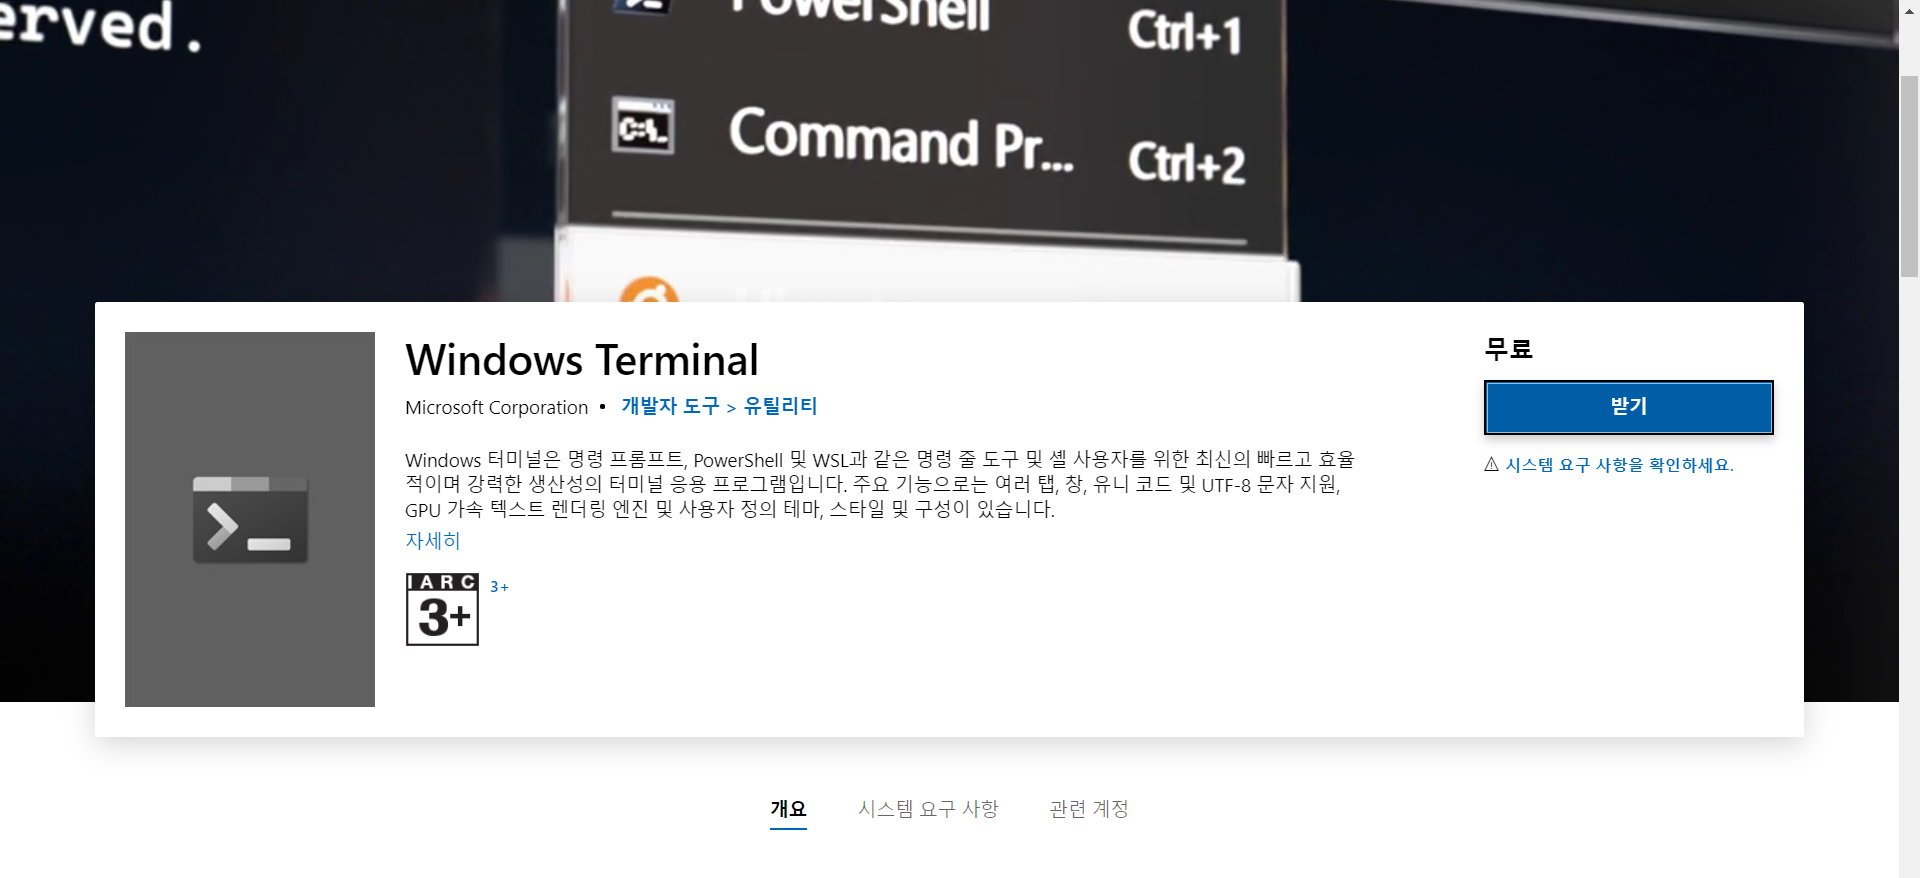 erved.
PowerShell Ctrl+1
C:\_
Command Pr... Ctrl+2
Windows Terminal
Microsoft Corporation • 개발자 도구 > 유틸리티
Windows 터미널은 명령 프롬프트, PowerShell 및 WSL과 같은 명령 줄 도구 및 셸 사용자를 위한 최신의 빠르고 효율
적이며 강력한 생산성의 터미널 응용 프로그램입니다. 주요 기능으로는 여러 탭, 창, 유니 코드 및 UTF-8 문자 지원,
GPU 가속 텍스트 렌더링 엔진 및 사용자 정의 테마, 스타일 및 구성이 있습니다.
자세히
IARC
3+
3+
무료
받기
⚠ 시스템 요구 사항을 확인하세요.
개요 시스템 요구 사항 관련 계정